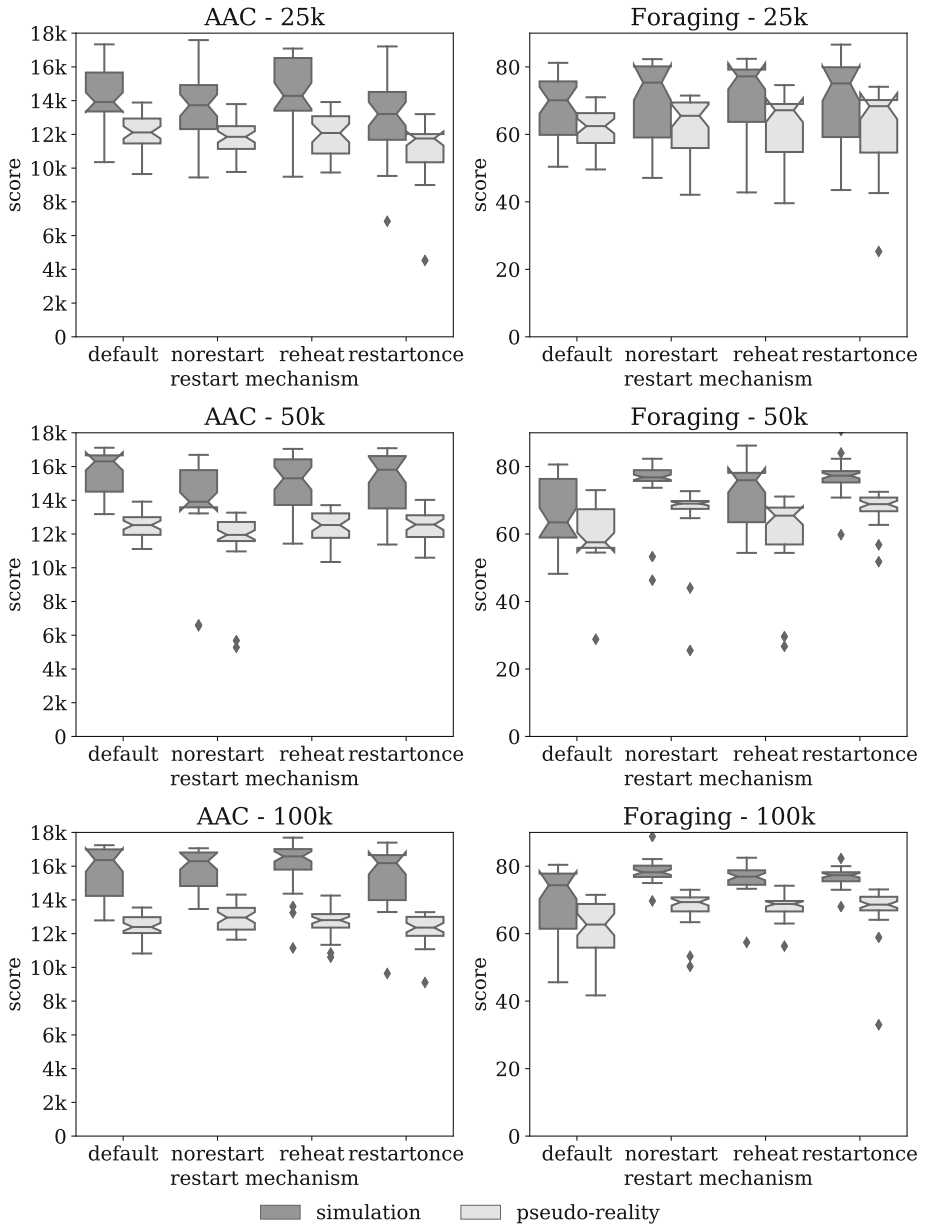 AAC - 25k
Foraging - 25k
18k
16k
14k
12k
10k
8k
6k
4k
2k
0
score
80
60
40
20
0
score
default norestart reheat restartonce
restart mechanism
default norestart reheat restartonce
restart mechanism
AAC - 50k
Foraging - 50k
18k
16k
14k
12k
10k
8k
6k
4k
2k
0
score
80
60
40
20
0
score
default norestart reheat restartonce
restart mechanism
default norestart reheat restartonce
restart mechanism
AAC - 100k
Foraging - 100k
18k
16k
14k
12k
10k
8k
6k
4k
2k
0
score
80
60
40
20
0
score
default norestart reheat restartonce
restart mechanism
default norestart reheat restartonce
restart mechanism
simulation pseudo-reality